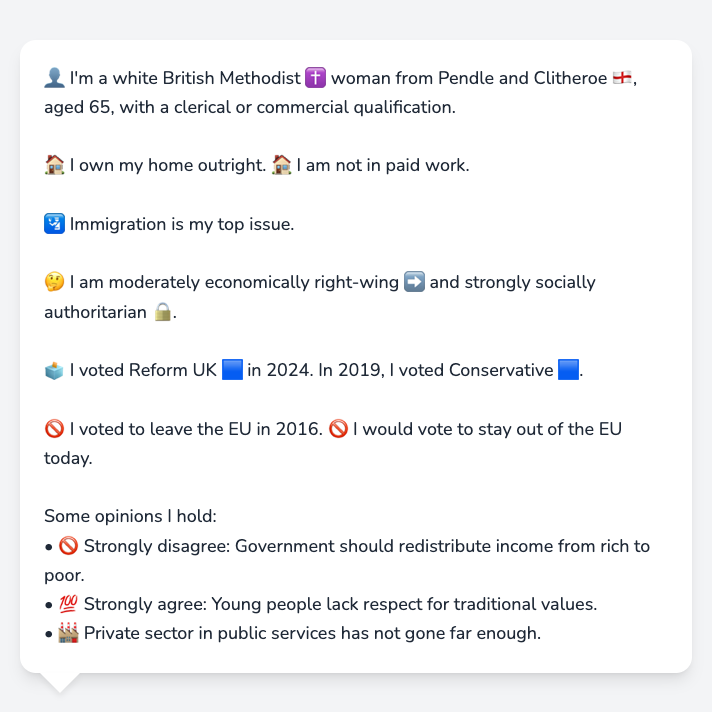 👤 I'm a white British Methodist ✝️ woman from Pendle and Clitheroe 🏴󠁧󠁢󠁥󠁮󠁧󠁿,
aged 65, with a clerical or commercial qualification.
🏠 I own my home outright. 🏠 I am not in paid work.
🛂 Immigration is my top issue.
🤔 I am moderately economically right-wing ➡️ and strongly socially
authoritarian 🔒.
🗳️ I voted Reform UK 🟦 in 2024. In 2019, I voted Conservative 🟦.
🚫 I voted to leave the EU in 2016. 🚫 I would vote to stay out of the EU
today.
Some opinions I hold:
• 🚫 Strongly disagree: Government should redistribute income from rich to
poor.
• 💯 Strongly agree: Young people lack respect for traditional values.
• 🏭 Private sector in public services has not gone far enough.